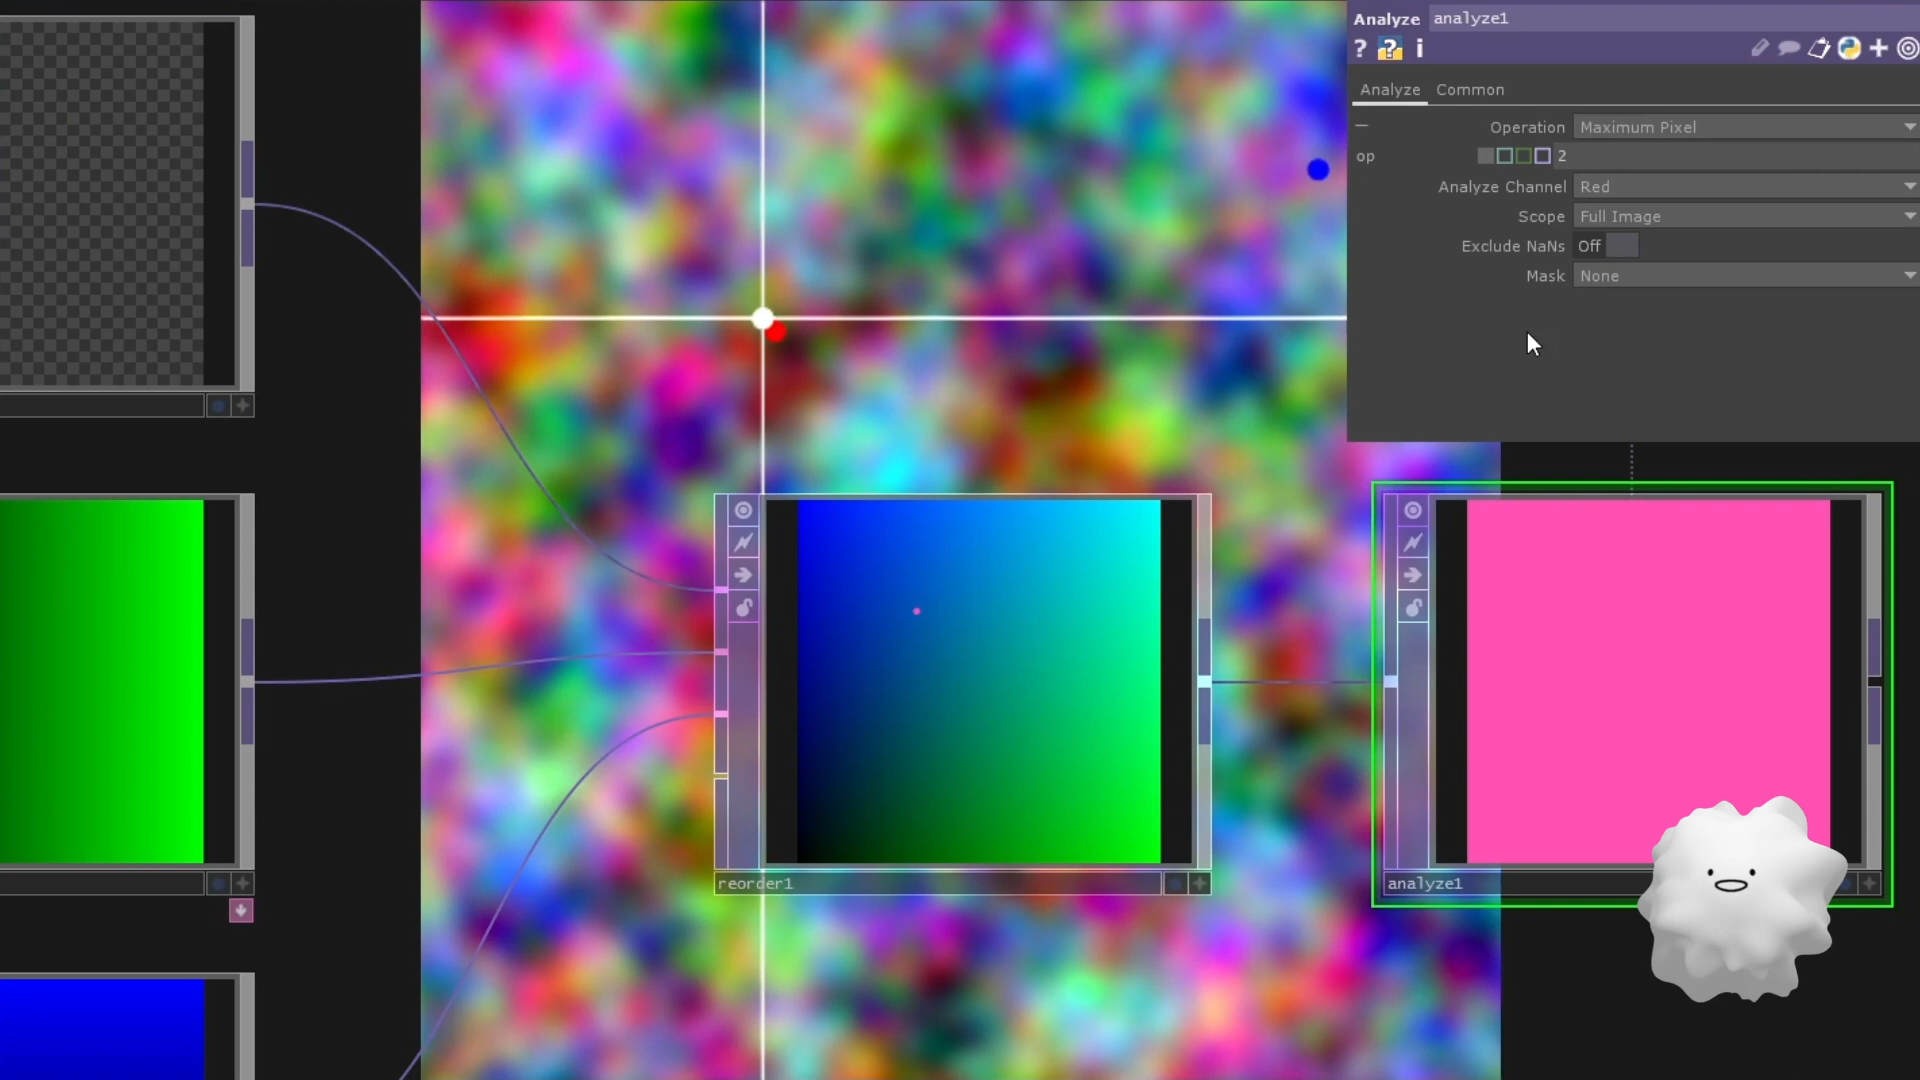 Analyze analyze1
? ? i
Analyze Common
Operation Maximum Pixel
op 2
Analyze Channel Red
Scope Full Image
Exclude NaNs Off
Mask None
reorder1
analyze1